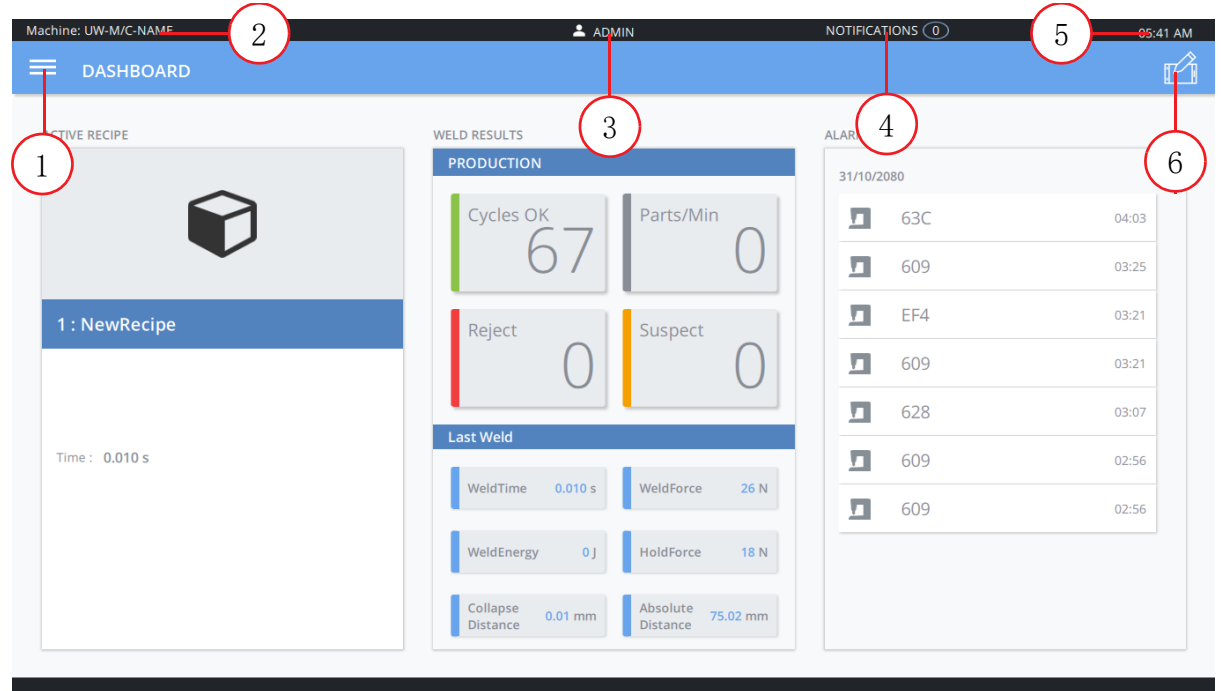 Machine: UW-M/C-NAME
2
ADMIN
NOTIFICATIONS 0
5
05:41 AM
DASHBOARD
1
3
4
6
ACTIVE RECIPE
1 : NewRecipe
Time : 0.010 s
WELD RESULTS
PRODUCTION
Cycles OK
67
Parts/Min
0
Reject
0
Suspect
0
Last Weld
WeldTime 0.010 s
WeldForce 26 N
WeldEnergy 0 J
HoldForce 18 N
Collapse
Distance 0.01 mm
Absolute
Distance 75.02 mm
31/10/2080
63C 04:03
609 03:25
EF4 03:21
609 03:21
628 03:07
609 02:56
609 02:56